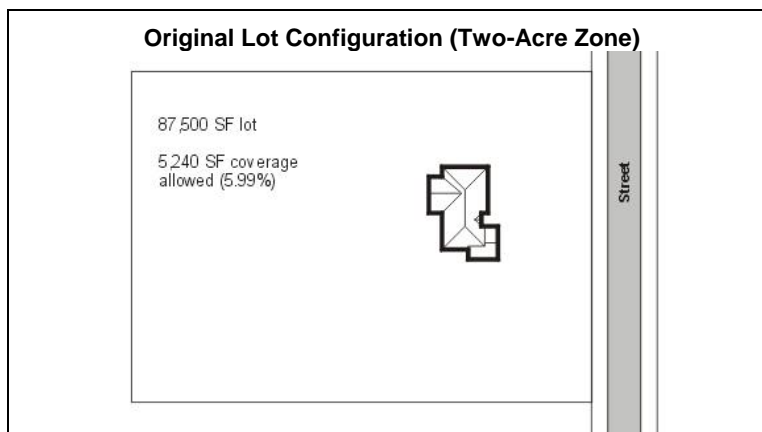 Original Lot Configuration (Two-Acre Zone)
87,500 SF lot
5,240 SF coverage
allowed (5.99%)
Street